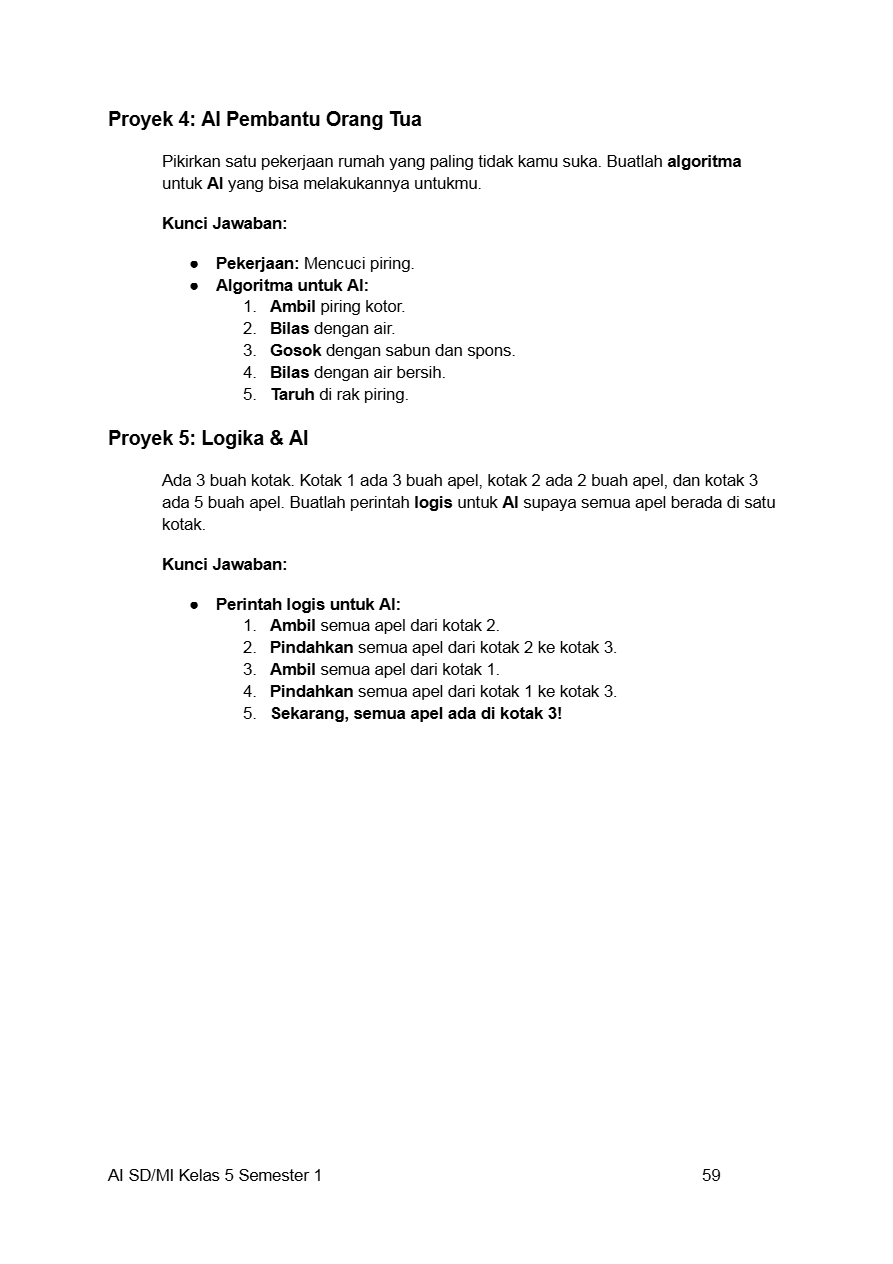 Proyek 4: AI Pembantu Orang Tua
Pikirkan satu pekerjaan rumah yang paling tidak kamu suka. Buatlah algoritma
untuk AI yang bisa melakukannya untukmu.
Kunci Jawaban:
● Pekerjaan: Mencuci piring.
● Algoritma untuk AI:
1. Ambil piring kotor.
2. Bilas dengan air.
3. Gosok dengan sabun dan spons.
4. Bilas dengan air bersih.
5. Taruh di rak piring.
Proyek 5: Logika & AI
Ada 3 buah kotak. Kotak 1 ada 3 buah apel, kotak 2 ada 2 buah apel, dan kotak 3
ada 5 buah apel. Buatlah perintah logis untuk AI supaya semua apel berada di satu
kotak.
Kunci Jawaban:
● Perintah logis untuk AI:
1. Ambil semua apel dari kotak 2.
2. Pindahkan semua apel dari kotak 2 ke kotak 3.
3. Ambil semua apel dari kotak 1.
4. Pindahkan semua apel dari kotak 1 ke kotak 3.
5. Sekarang, semua apel ada di kotak 3!
AI SD/MI Kelas 5 Semester 1 59